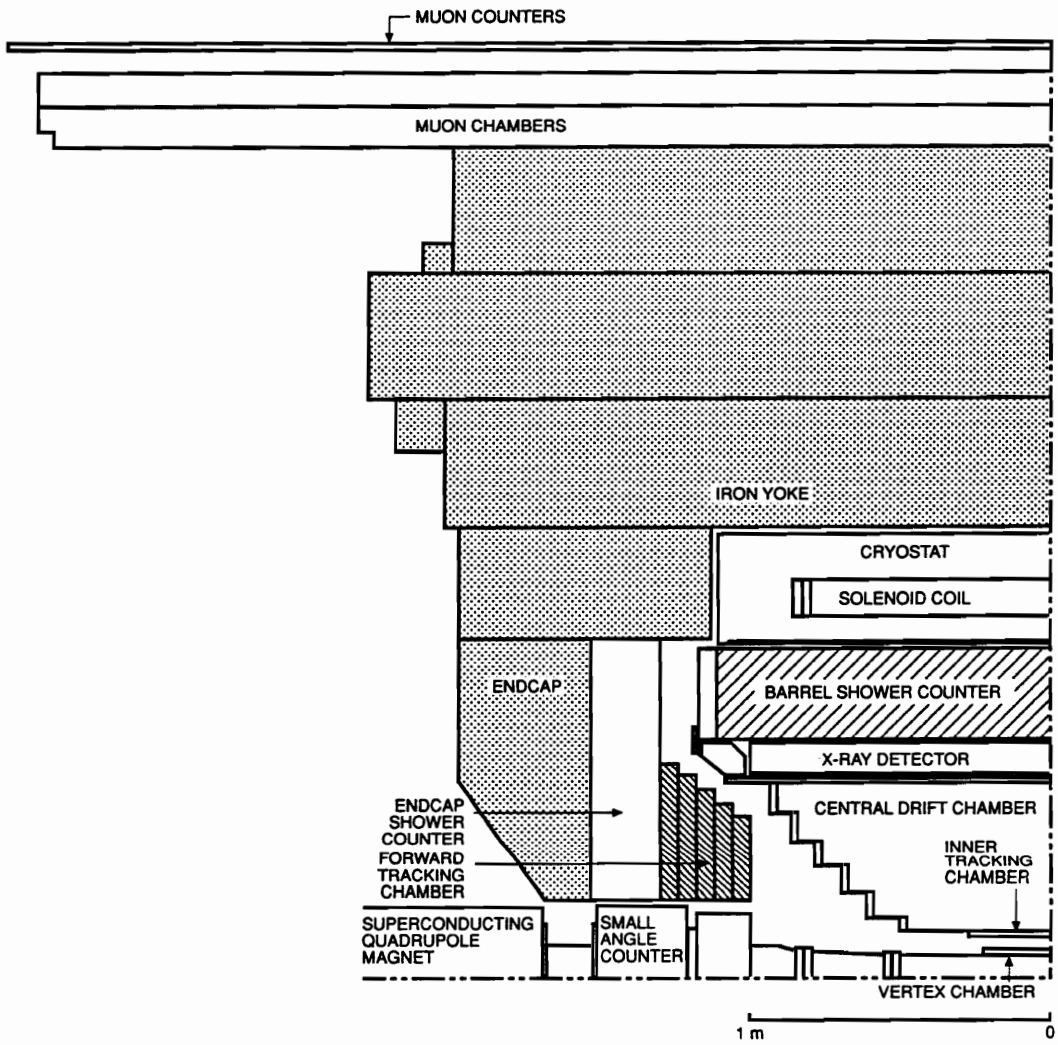 MUON COUNTERS
MUON CHAMBERS
IRON YOKE
CRYOSTAT
SOLENOID COIL
ENDCAP
BARREL SHOWER COUNTER
X-RAY DETECTOR
ENDCAP
SHOWER
COUNTER
FORWARD
TRACKING
CHAMBER
CENTRAL DRIFT CHAMBER
INNER
TRACKING
CHAMBER
SUPERCONDUCTING
QUADRUPOLE
MAGNET
SMALL
ANGLE
COUNTER
VERTEX CHAMBER
1 m
0